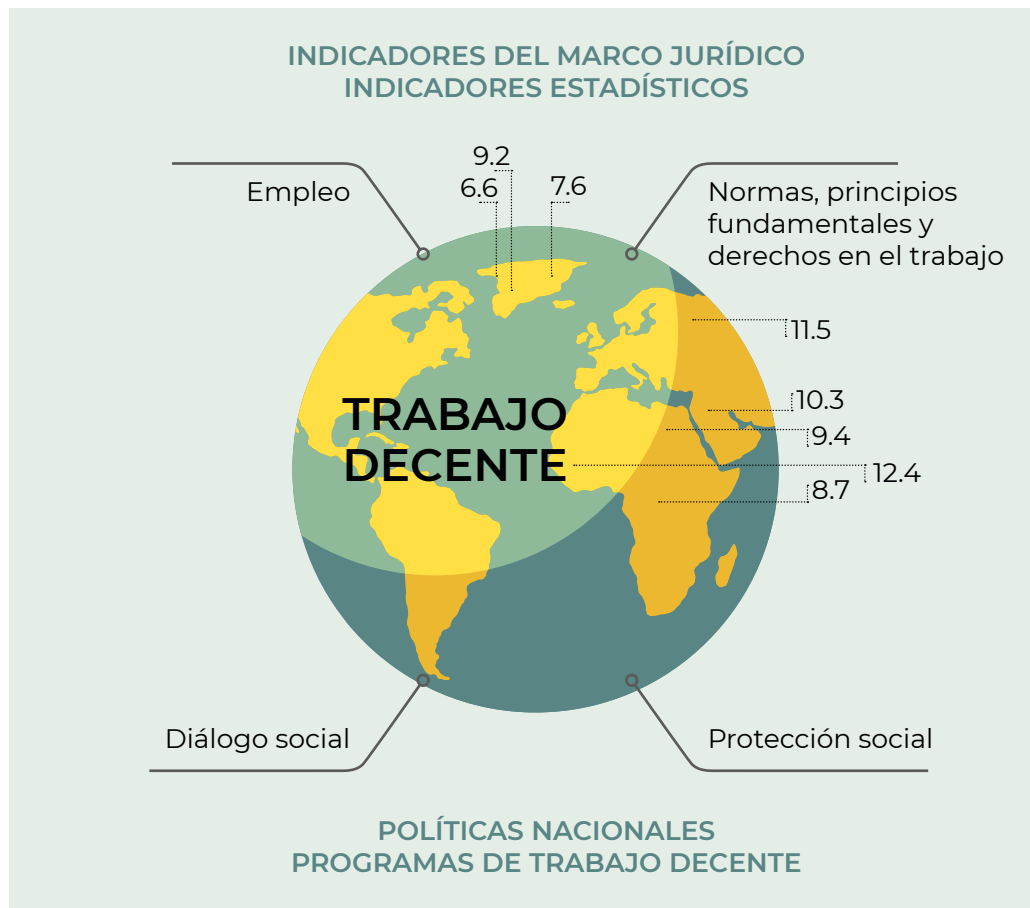 INDICADORES DEL MARCO JURÍDICO
INDICADORES ESTADÍSTICOS
9.2
6.6
7.6
Empleo
Normas, principios
fundamentales y
derechos en el trabajo
11.5
10.3
9.4
12.4
8.7
TRABAJO
DECENTE
Diálogo social
Protección social
POLÍTICAS NACIONALES
PROGRAMAS DE TRABAJO DECENTE